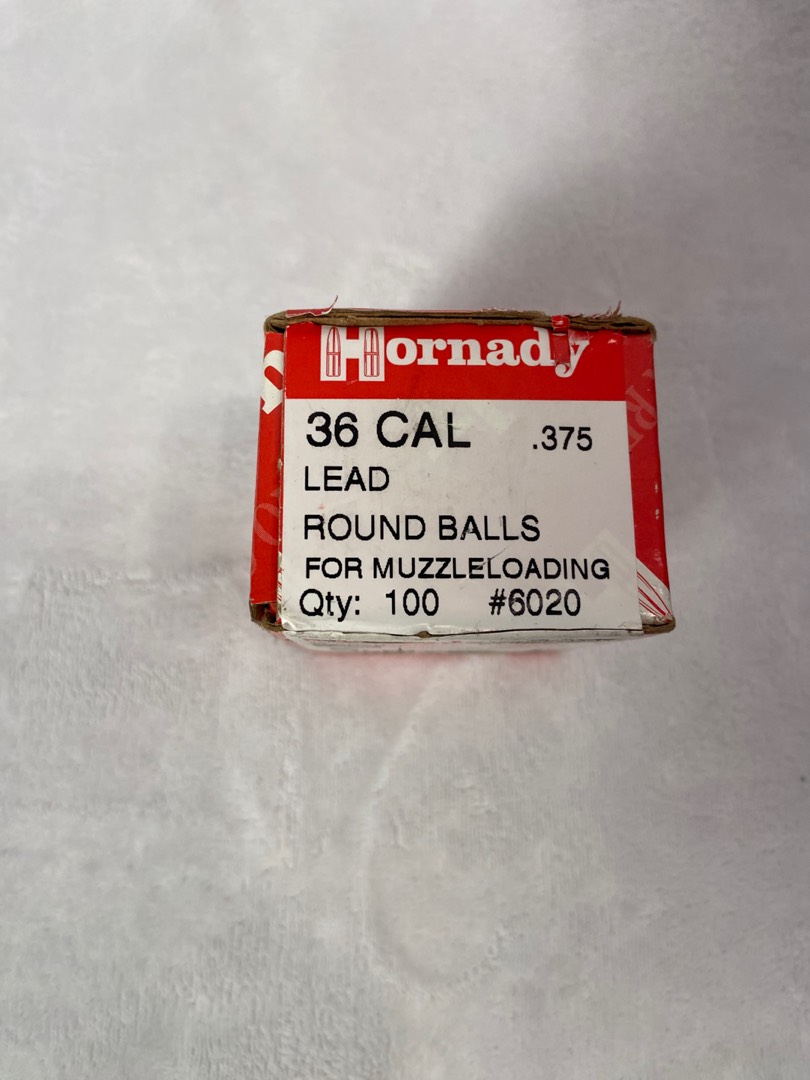 Hornady
36 CAL .375
LEAD
ROUND BALLS
FOR MUZZLELOADING
Qty: 100 #6020